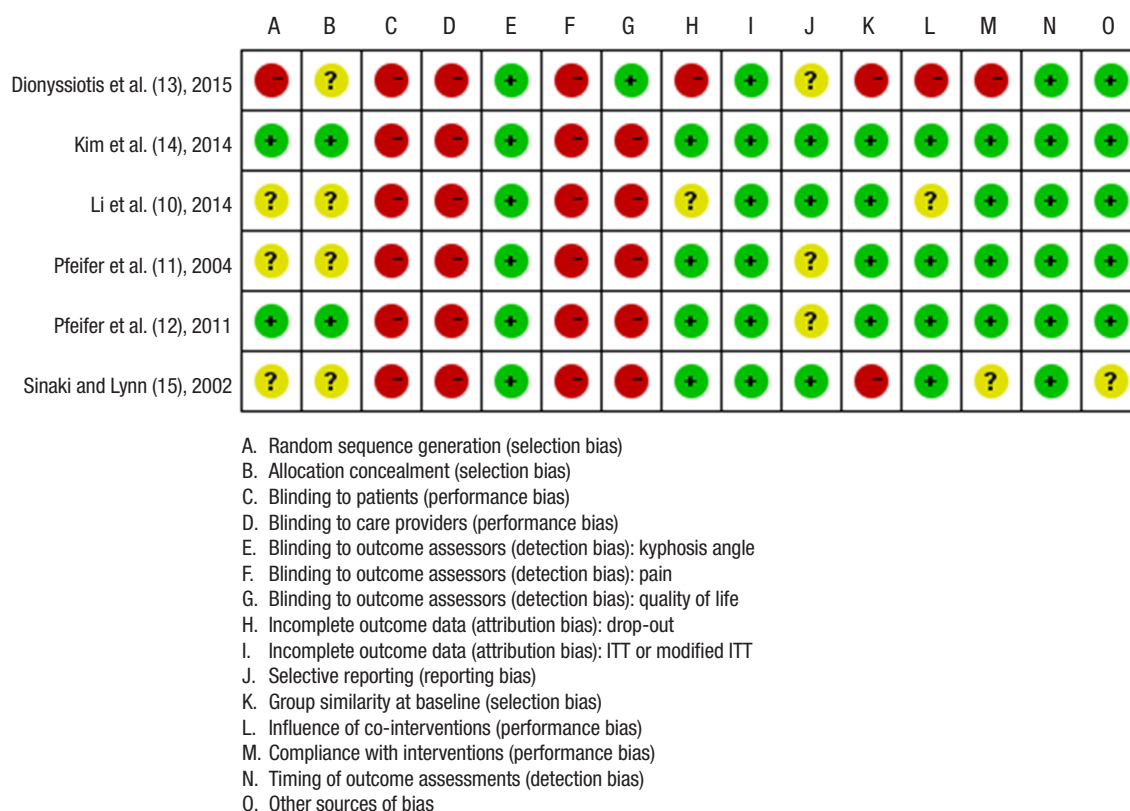 A B C D E F G H I J K L M N O
Dionyssiotis et al. (13), 2015 - ? - - + - + - + ? - - - + +
Kim et al. (14), 2014 + + - - + - - + + + + + + + +
Li et al. (10), 2014 ? ? - - + - - ? + + + ? + + +
Pfeifer et al. (11), 2004 ? ? - - + - - + + ? + + + + +
Pfeifer et al. (12), 2011 + + - - + - - + + ? + + + + +
Sinaki and Lynn (15), 2002 ? ? - - + - - + + + - + ? + ?
A. Random sequence generation (selection bias)
B. Allocation concealment (selection bias)
C. Blinding to patients (performance bias)
D. Blinding to care providers (performance bias)
E. Blinding to outcome assessors (detection bias): kyphosis angle
F. Blinding to outcome assessors (detection bias): pain
G. Blinding to outcome assessors (detection bias): quality of life
H. Incomplete outcome data (attribution bias): drop-out
I. Incomplete outcome data (attribution bias): ITT or modified ITT
J. Selective reporting (reporting bias)
K. Group similarity at baseline (selection bias)
L. Influence of co-interventions (performance bias)
M. Compliance with interventions (performance bias)
N. Timing of outcome assessments (detection bias)
O. Other sources of bias